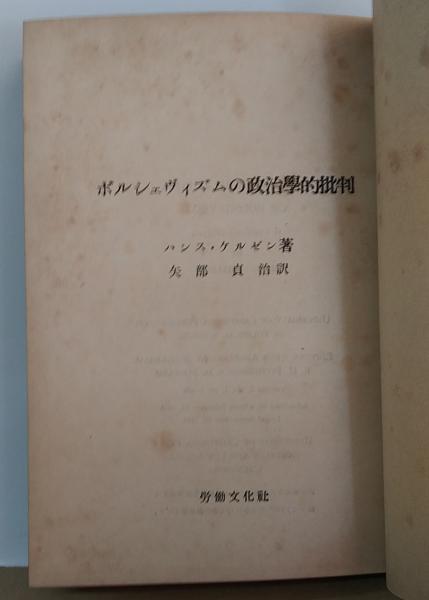 ボルシェヴィズムの政治學的批判
ハンス・ケルゼン著
矢部貞治訳
労働文化社